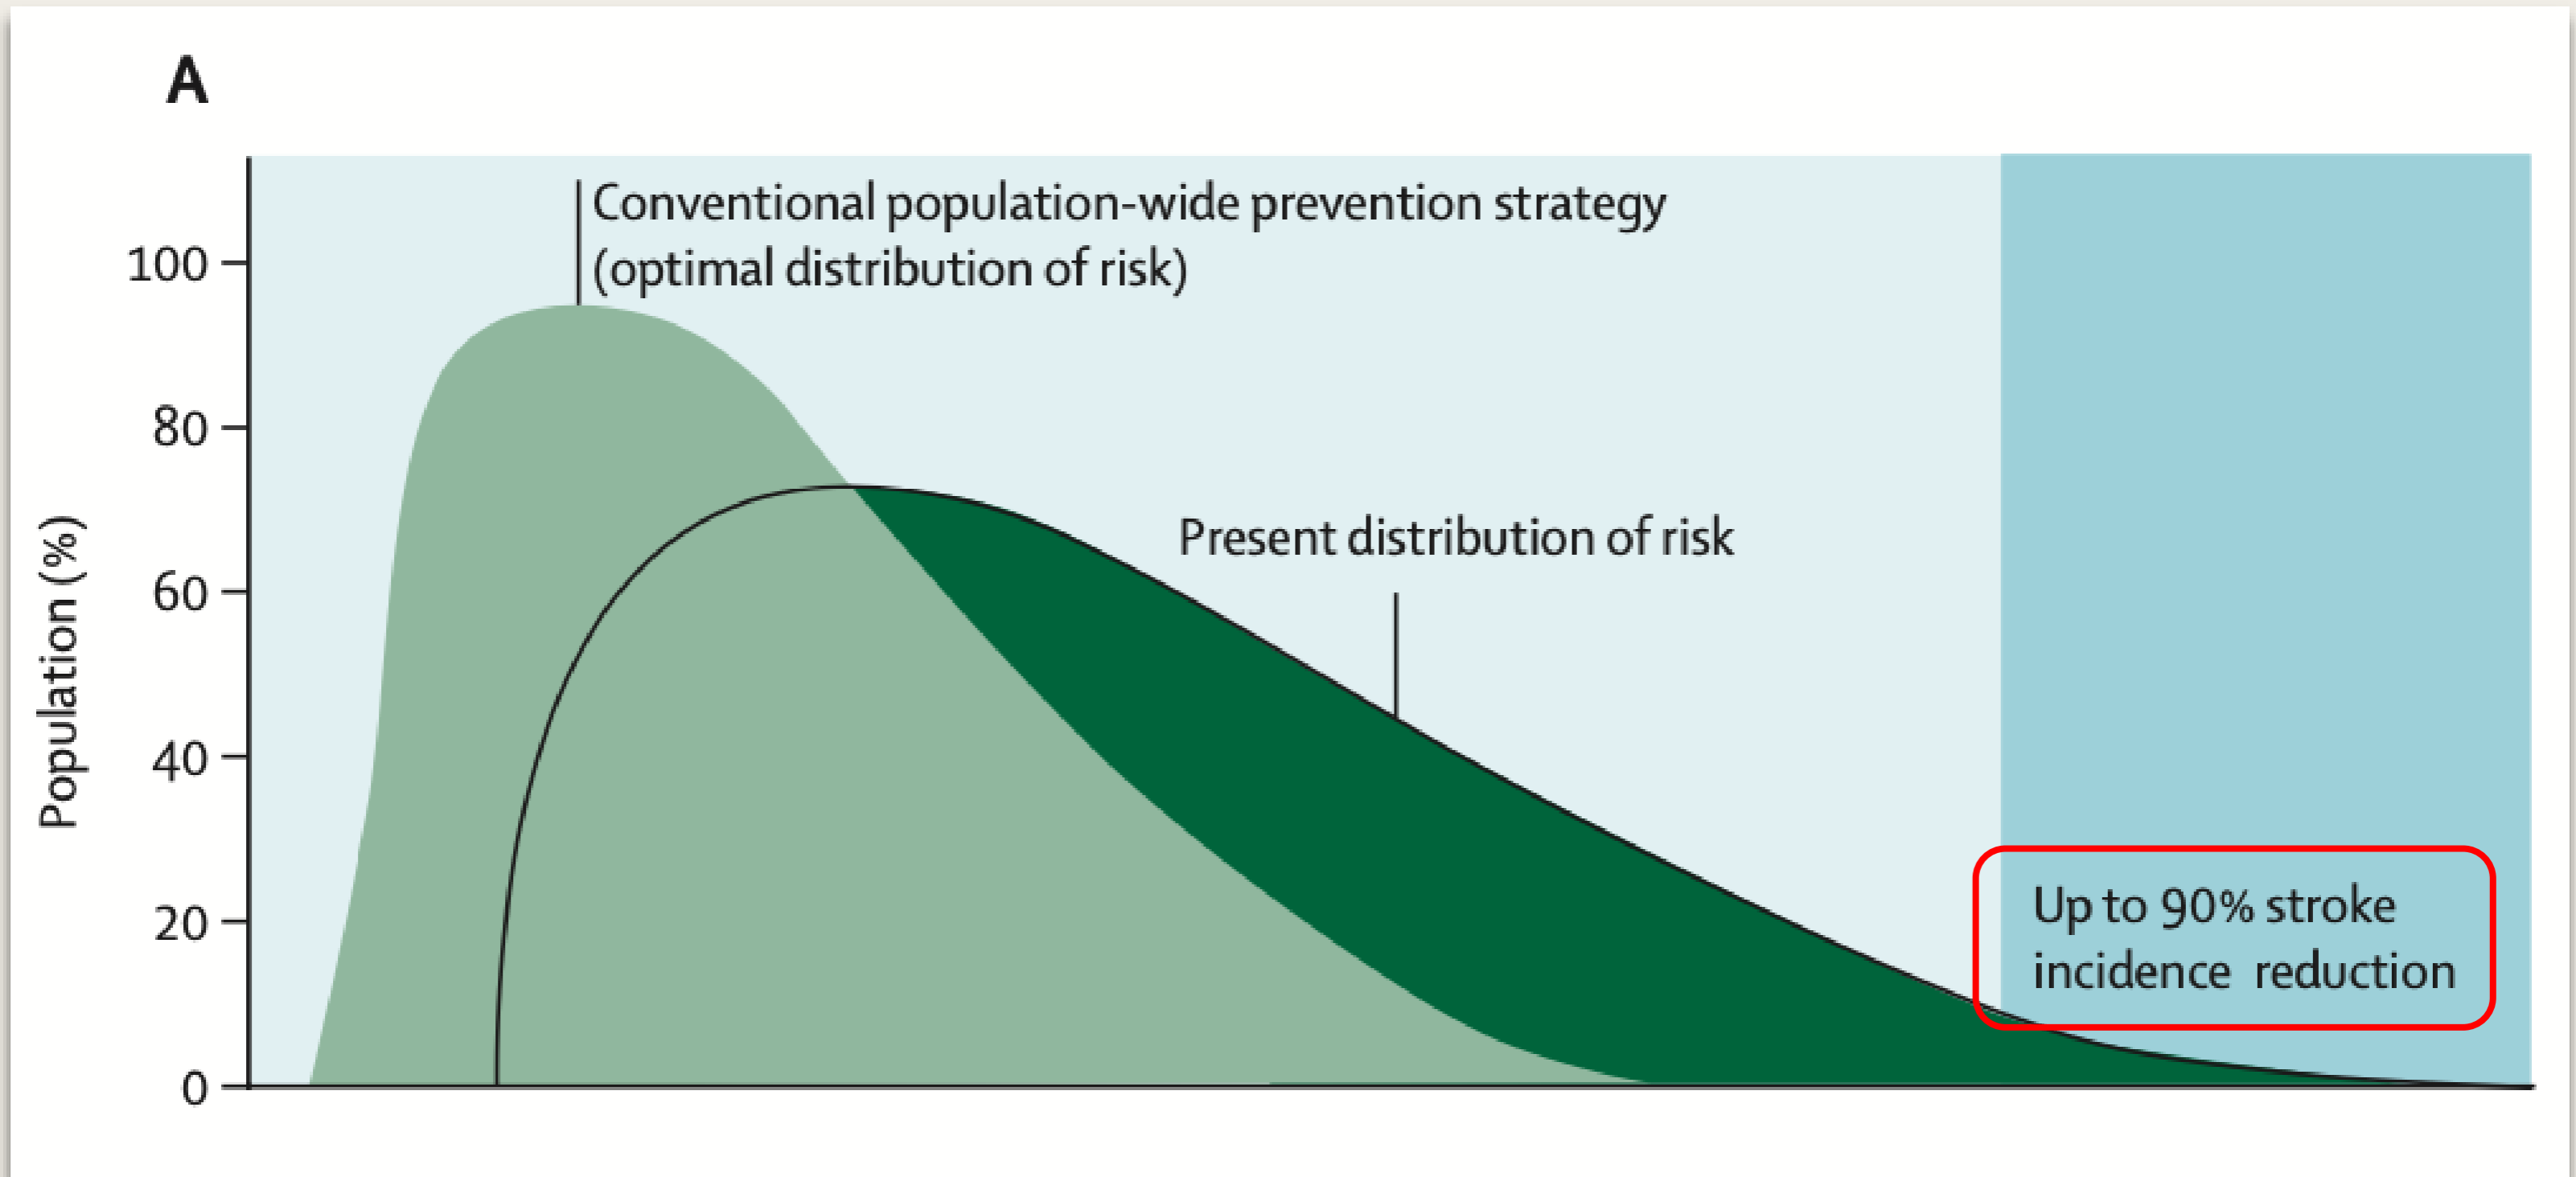 A
Conventional population-wide prevention strategy
(optimal distribution of risk)
100
80
60
40
20
0
Population (%)
Present distribution of risk
Up to 90% stroke
incidence reduction